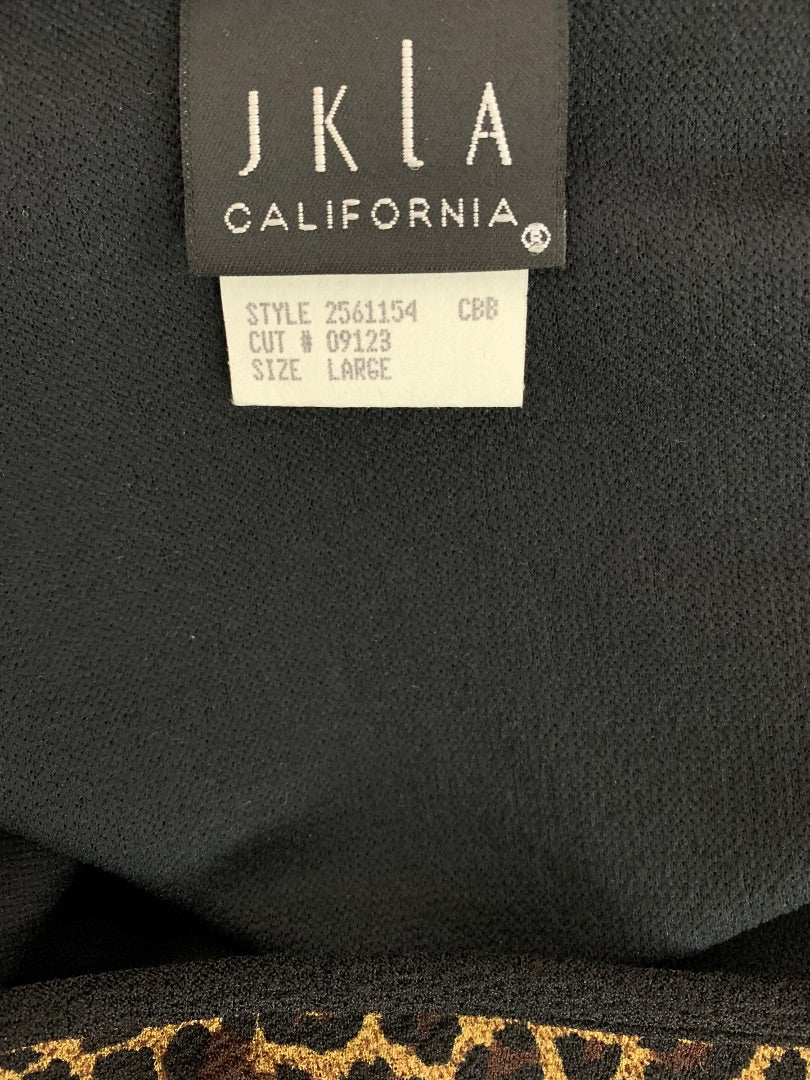 JKLA
CALIFORNIA®
STYLE 2561154 CBB
CUT # 09123
SIZE LARGE